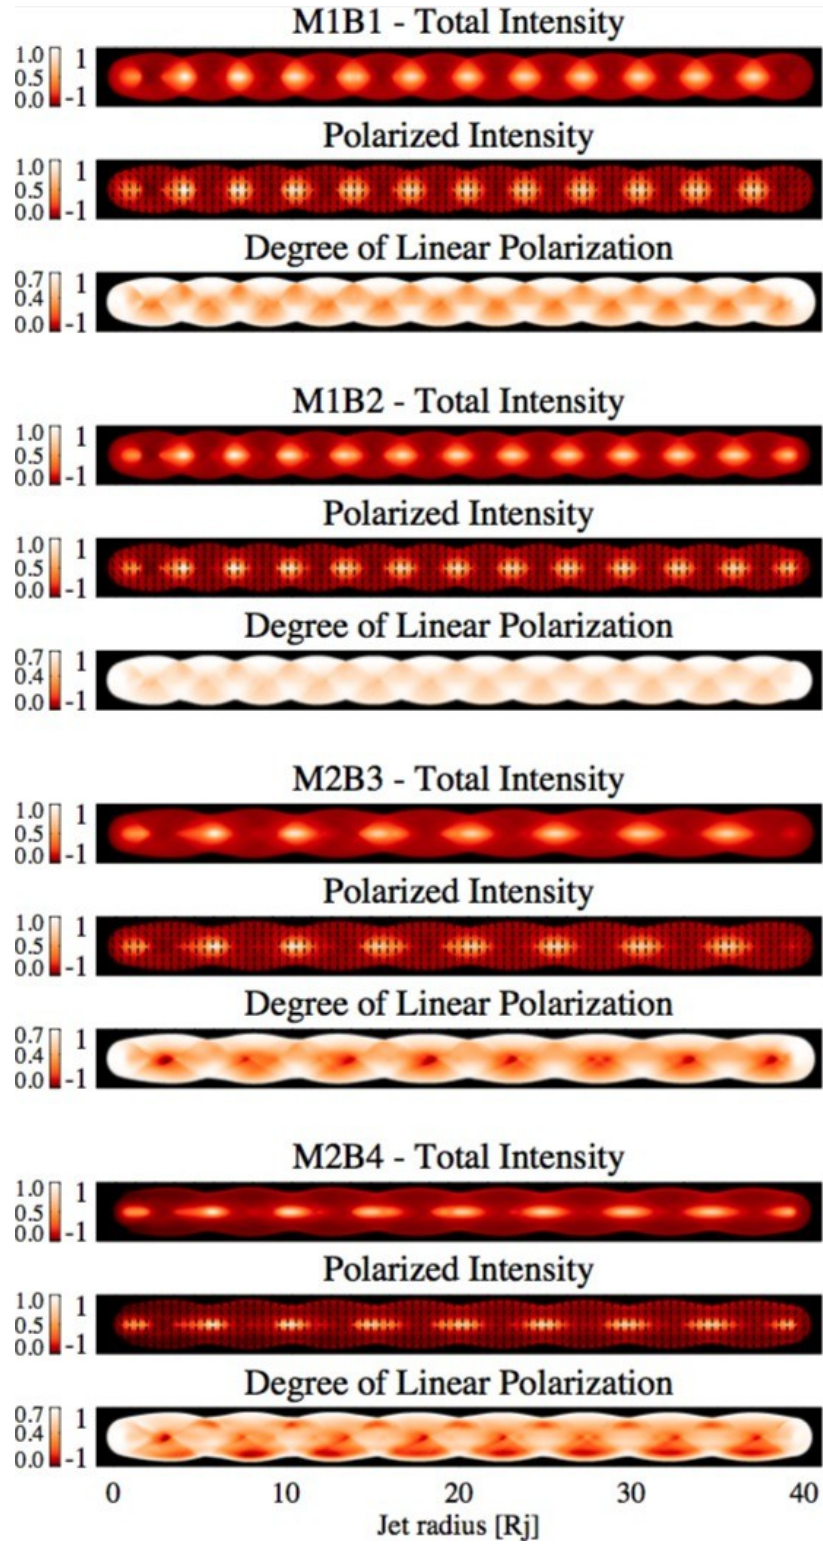 M1B1 - Total Intensity
1.0 1
0.5
0.0 -1
Polarized Intensity
1.0 1
0.5
0.0 -1
Degree of Linear Polarization
0.7 1
0.4
0.0 -1
M1B2 - Total Intensity
1.0 1
0.5
0.0 -1
Polarized Intensity
1.0 1
0.5
0.0 -1
Degree of Linear Polarization
0.7 1
0.4
0.0 -1
M2B3 - Total Intensity
1.0 1
0.5
0.0 -1
Polarized Intensity
1.0 1
0.5
0.0 -1
Degree of Linear Polarization
0.7 1
0.4
0.0 -1
M2B4 - Total Intensity
1.0 1
0.5
0.0 -1
Polarized Intensity
1.0 1
0.5
0.0 -1
Degree of Linear Polarization
0.7 1
0.4
0.0 -1
0 10 20 30 40
Jet radius [Rj]